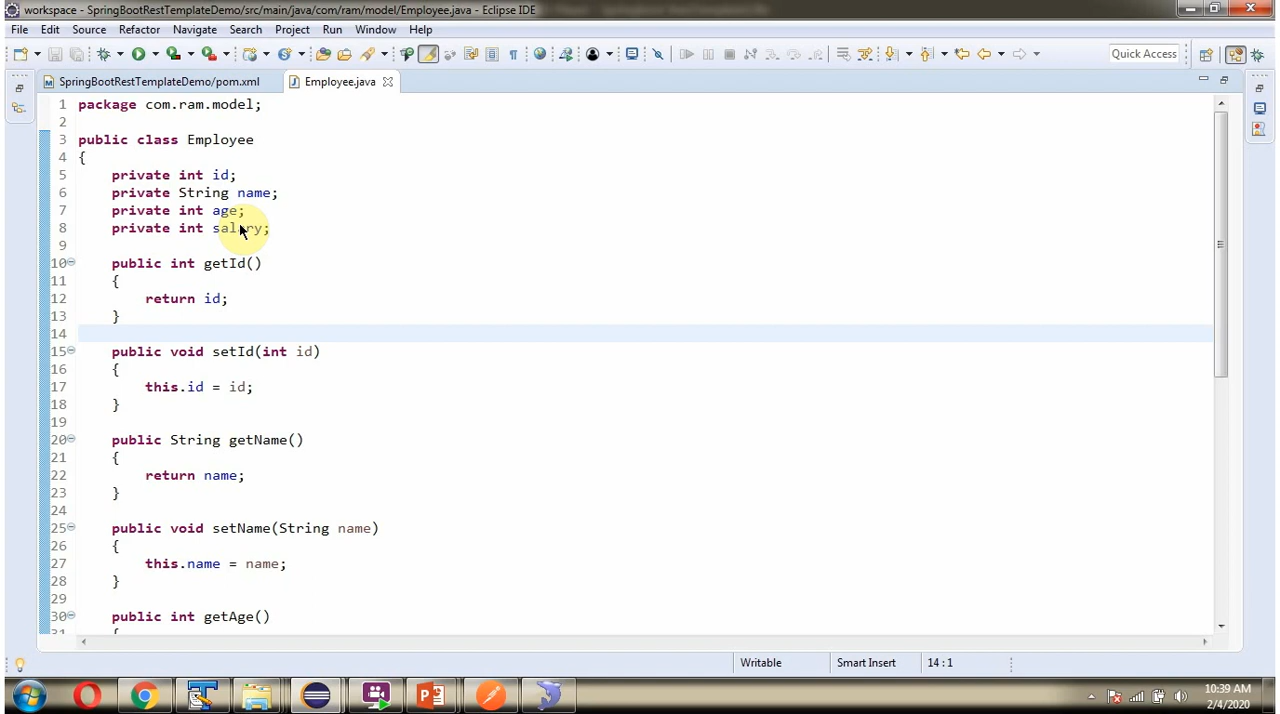 workspace - SpringBootRestTemplateDemo/src/main/java/com/ram/model/Employee.java - Eclipse IDE
File Edit Source Refactor Navigate Search Project Run Window Help
Quick Access
SpringBootRestTemplateDemo/pom.xml Employee.java
1 package com.ram.model;
2
3 public class Employee
4 {
5 private int id;
6 private String name;
7 private int age;
8 private int salary;
9
10 public int getId()
11 {
12 return id;
13 }
14
15 public void setId(int id)
16 {
17 this.id = id;
18 }
19
20 public String getName()
21 {
22 return name;
23 }
24
25 public void setName(String name)
26 {
27 this.name = name;
28 }
29
30 public int getAge()
31 {
Writable Smart Insert 14 : 1
10:39 AM
2/4/2020